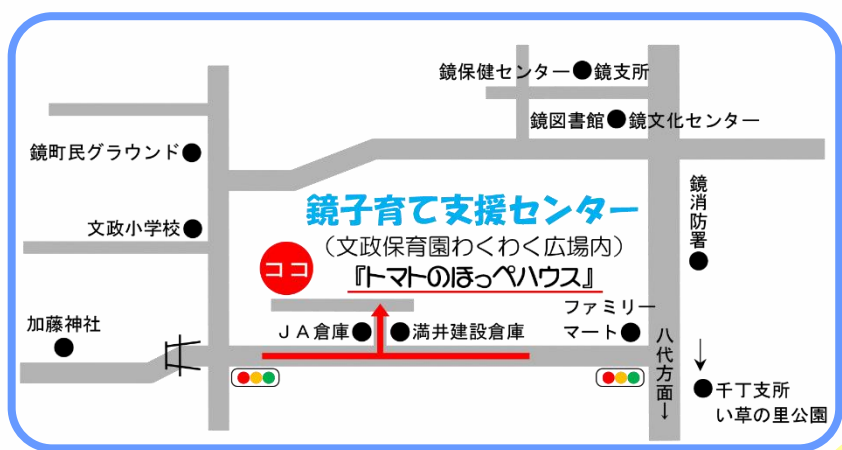 鏡保健センター●鏡支所
鏡図書館●鏡文化センター
鏡町民グラウンド●
鏡消防署
文政小学校●
鏡子育て支援センター
（文政保育園わくわく広場内）
ココ
『トマトのほっぺハウス』
加藤神社
ＪＡ倉庫●
●満井建設倉庫
ファミリー
マート●
八代方面→
千丁支所
い草の里公園